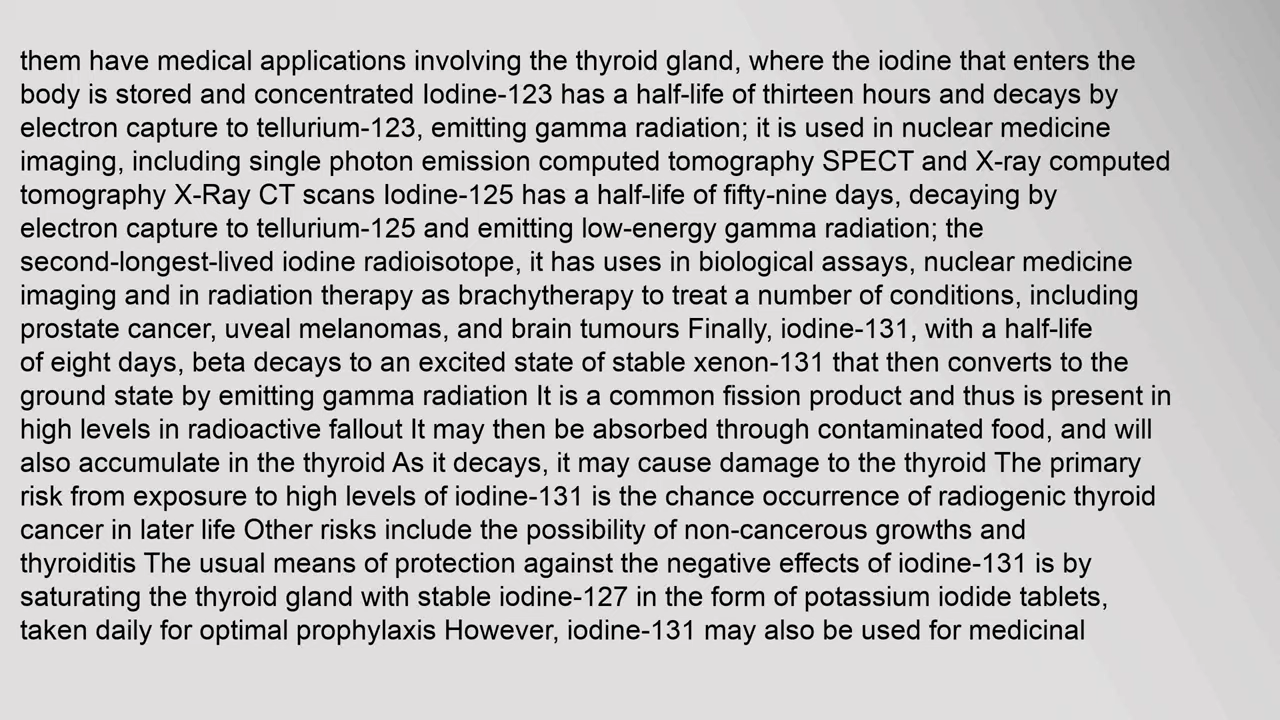 them have medical applications involving the thyroid gland, where the iodine that enters the
body is stored and concentrated Iodine-123 has a half-life of thirteen hours and decays by
electron capture to tellurium-123, emitting gamma radiation; it is used in nuclear medicine
imaging, including single photon emission computed tomography SPECT and X-ray computed
tomography X-Ray CT scans Iodine-125 has a half-life of fifty-nine days, decaying by
electron capture to tellurium-125 and emitting low-energy gamma radiation; the
second-longest-lived iodine radioisotope, it has uses in biological assays, nuclear medicine
imaging and in radiation therapy as brachytherapy to treat a number of conditions, including
prostate cancer, uveal melanomas, and brain tumours Finally, iodine-131, with a half-life
of eight days, beta decays to an excited state of stable xenon-131 that then converts to the
ground state by emitting gamma radiation It is a common fission product and thus is present in
high levels in radioactive fallout It may then be absorbed through contaminated food, and will
also accumulate in the thyroid As it decays, it may cause damage to the thyroid The primary
risk from exposure to high levels of iodine-131 is the chance occurrence of radiogenic thyroid
cancer in later life Other risks include the possibility of non-cancerous growths and
thyroiditis The usual means of protection against the negative effects of iodine-131 is by
saturating the thyroid gland with stable iodine-127 in the form of potassium iodide tablets,
taken daily for optimal prophylaxis However, iodine-131 may also be used for medicinal